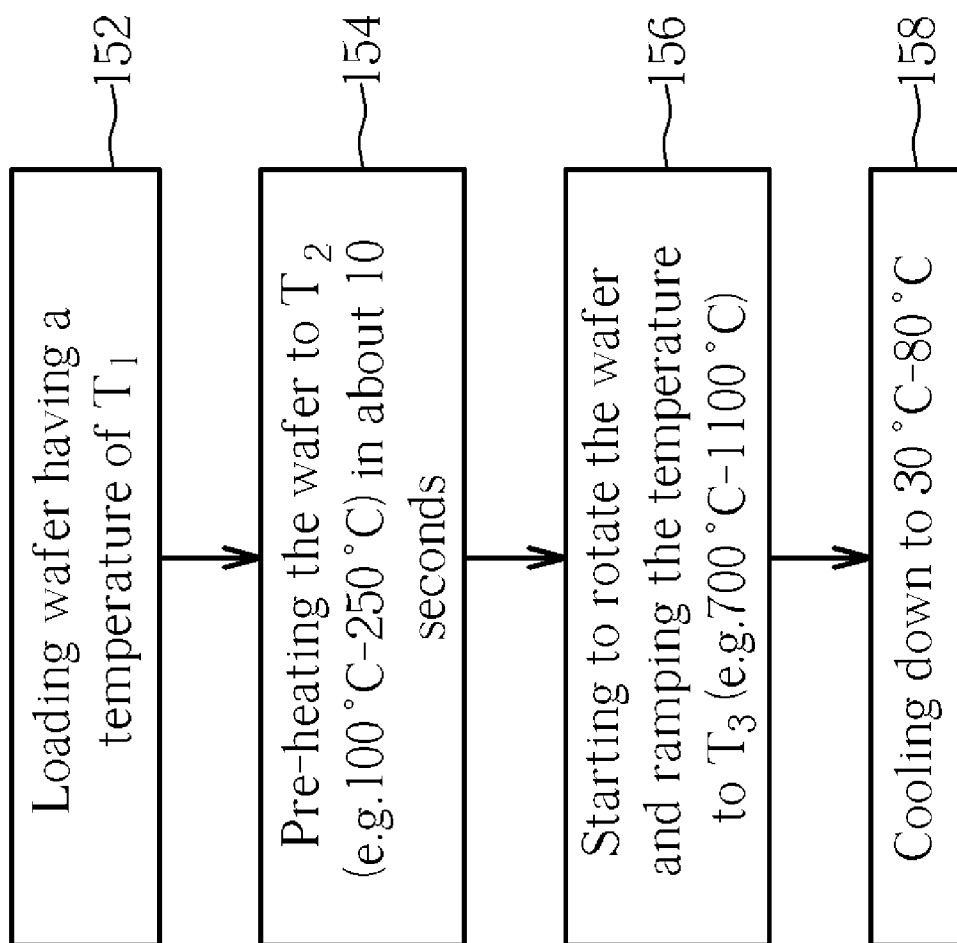 Loading wafer having a
temperature of T1
152
Pre-heating the wafer to T2
(e.g.100°C-250°C) in about 10
seconds
154
Starting to rotate the wafer
and ramping the temperature
to T3 (e.g.700°C-1100°C)
156
Cooling down to 30°C-80°C
158